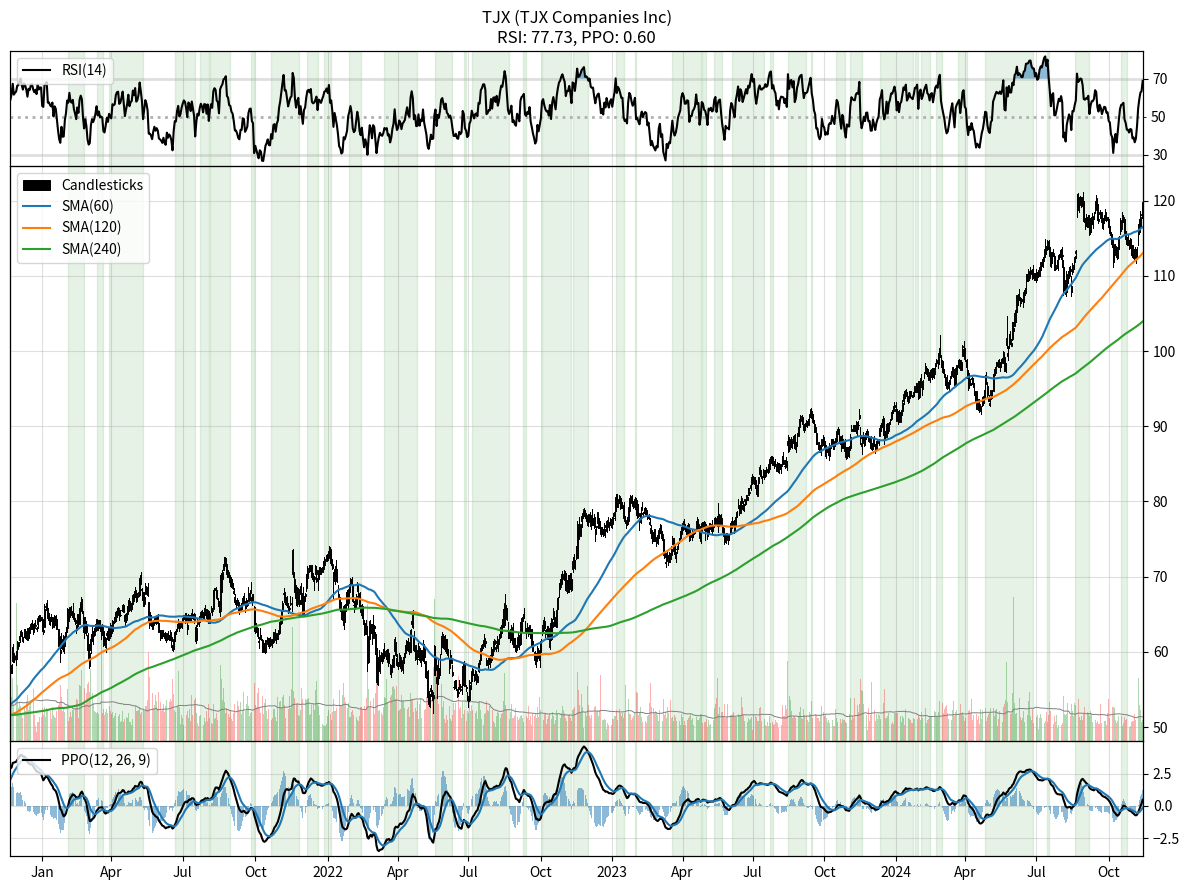 TJX (TJX Companies Inc)
RSI: 77.73, PPO: 0.60
RSI(14)
70
50
30
Candlesticks
SMA(60)
SMA(120)
SMA(240)
120
110
100
90
80
70
60
50
PPO(12, 26, 9)
2.5
0.0
−2.5
Jan Apr Jul Oct 2022 Apr Jul Oct 2023 Apr Jul Oct 2024 Apr Jul Oct